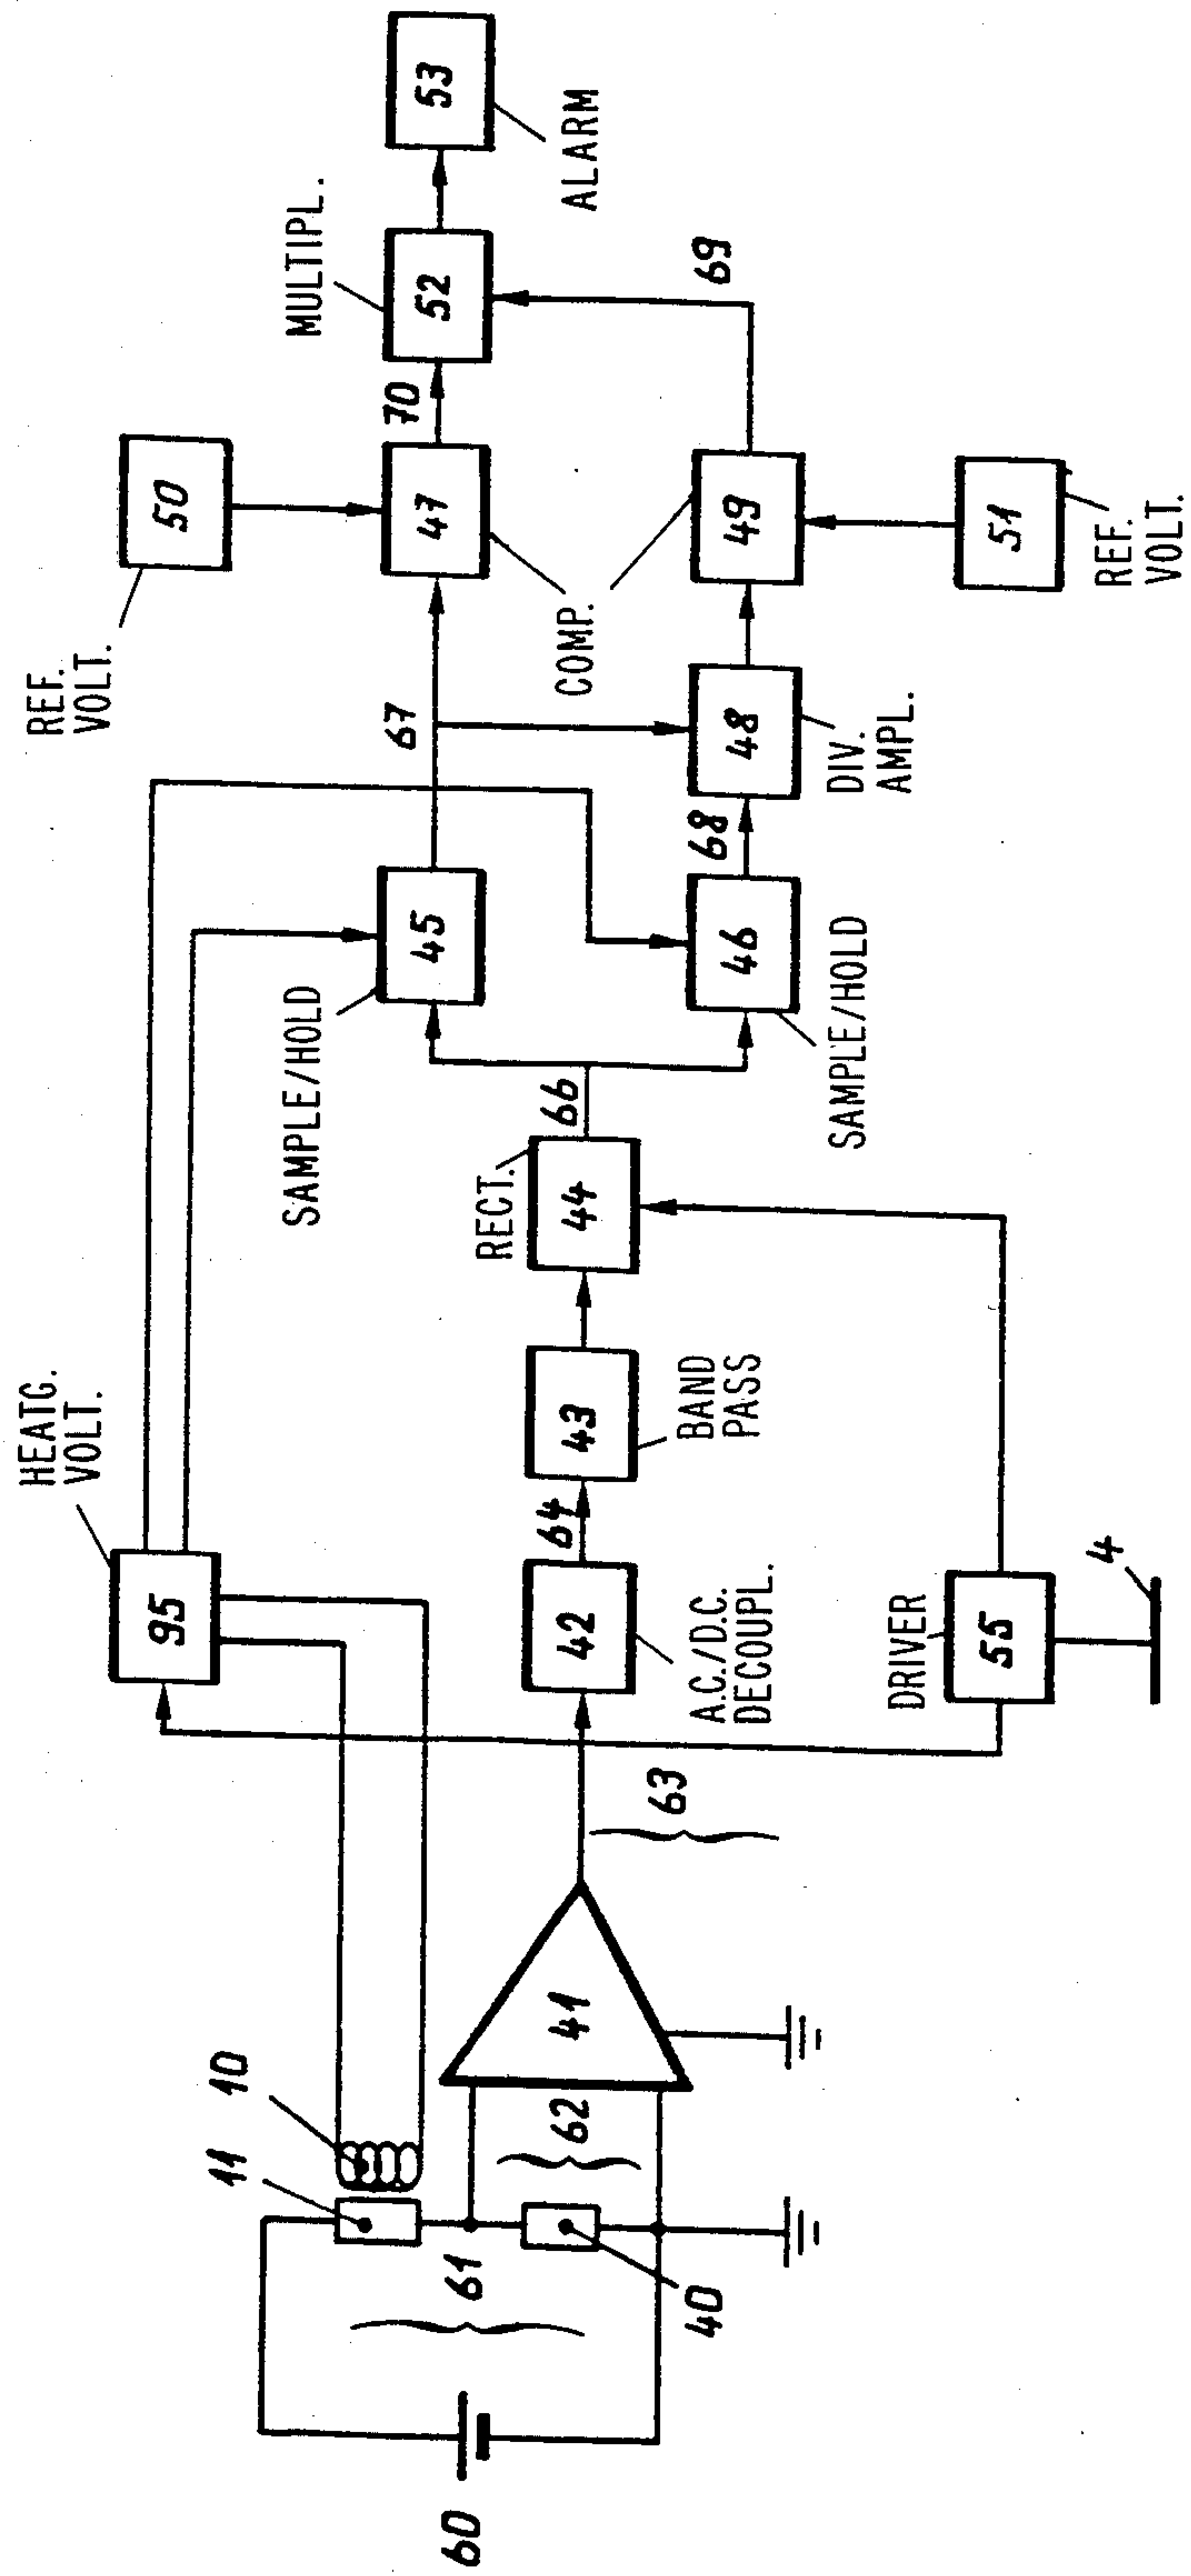 REF.
VOLT.
50
MULTIPL.
53
ALARM
67
47
70
52
HEATG.
VOLT.
95
SAMPLE/HOLD
45
COMP.
69
11
10
RECT.
66
68
48
49
61
62
41
63
42
64
43
44
46
DIV.
AMPL.
60
40
A.C./D.C.
DECOUPL.
BAND
PASS
SAMPLE/HOLD
51
REF.
VOLT.
DRIVER
55
4